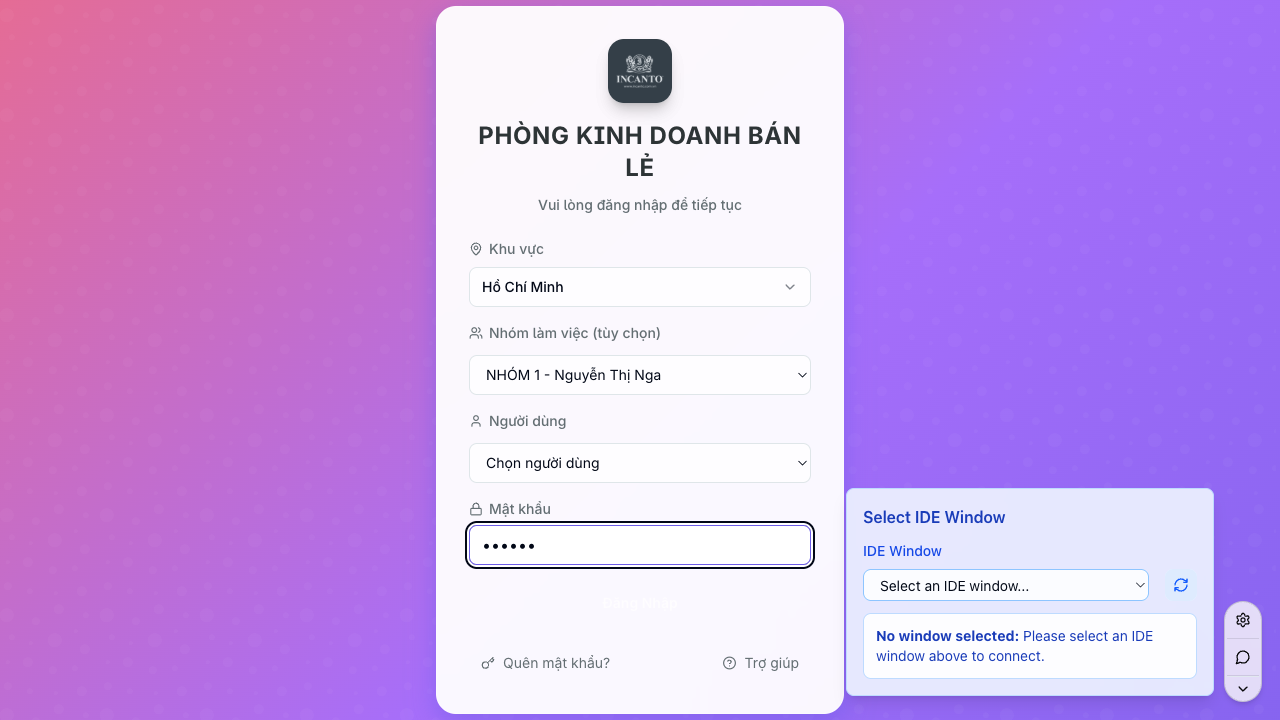 INCANTO
PHÒNG KINH DOANH BÁN
LẺ
Vui lòng đăng nhập để tiếp tục
Khu vực
Hồ Chí Minh
Nhóm làm việc (tùy chọn)
NHÓM 1 - Nguyễn Thị Nga
Người dùng
Chọn người dùng
Mật khẩu
••••••
Đăng Nhập
Quên mật khẩu?
Trợ giúp
Select IDE Window
IDE Window
Select an IDE window...
No window selected: Please select an IDE
window above to connect.